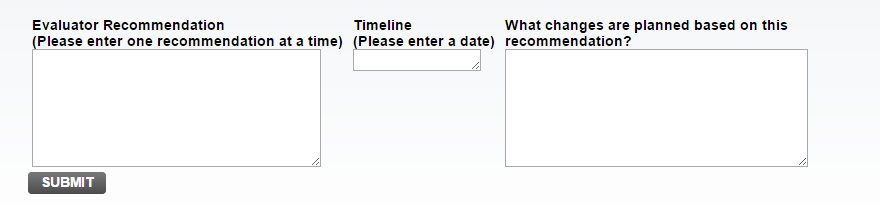 Evaluator Recommendation
(Please enter one recommendation at a time)
Timeline
(Please enter a date)
What changes are planned based on this
recommendation?
SUBMIT